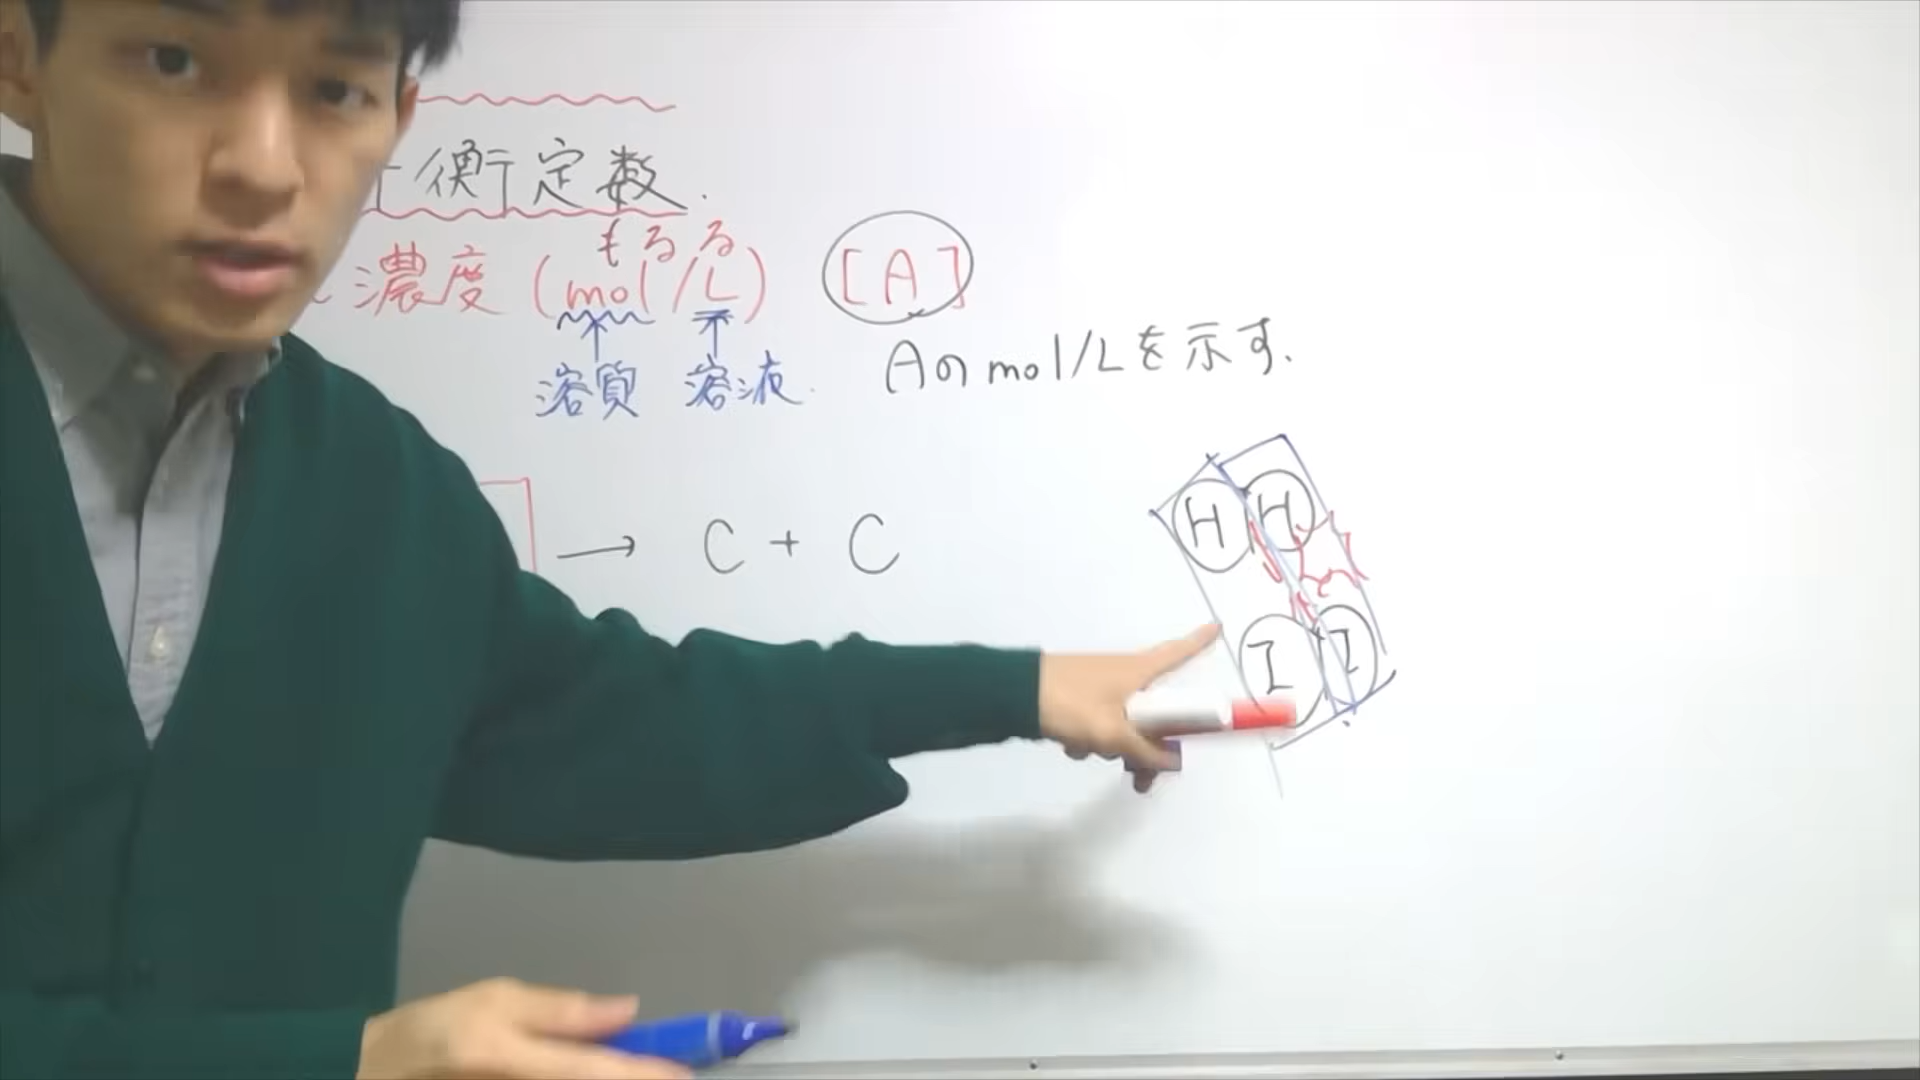 衡定数.
もるる
濃度 (mol/L) [A]
溶質 溶液.
Aのmol/Lを示す.
→ C + C
H H
I I